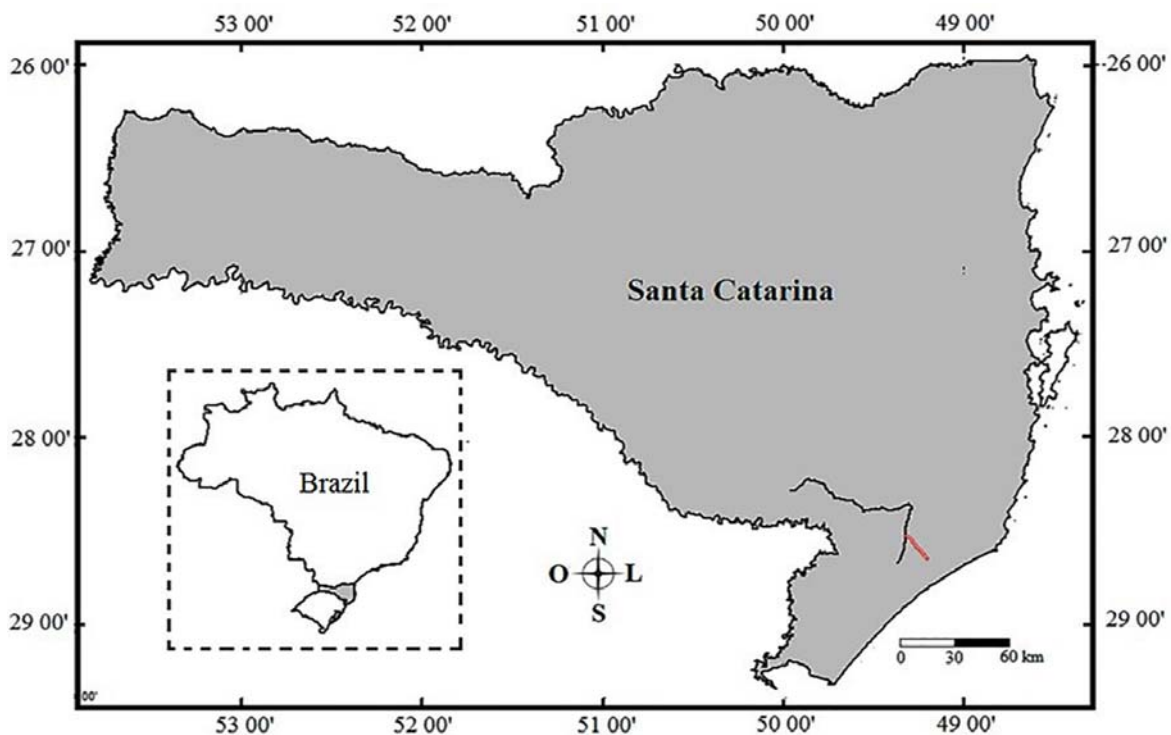 53 00' 52 00' 51 00' 50 00' 49 00'
26 00' 26 00'
27 00' 27 00'
Santa Catarina
28 00' 28 00'
Brazil
N
O L
S
29 00' 29 00'
0 30 60 km
53 00' 52 00' 51 00' 50 00' 49 00'